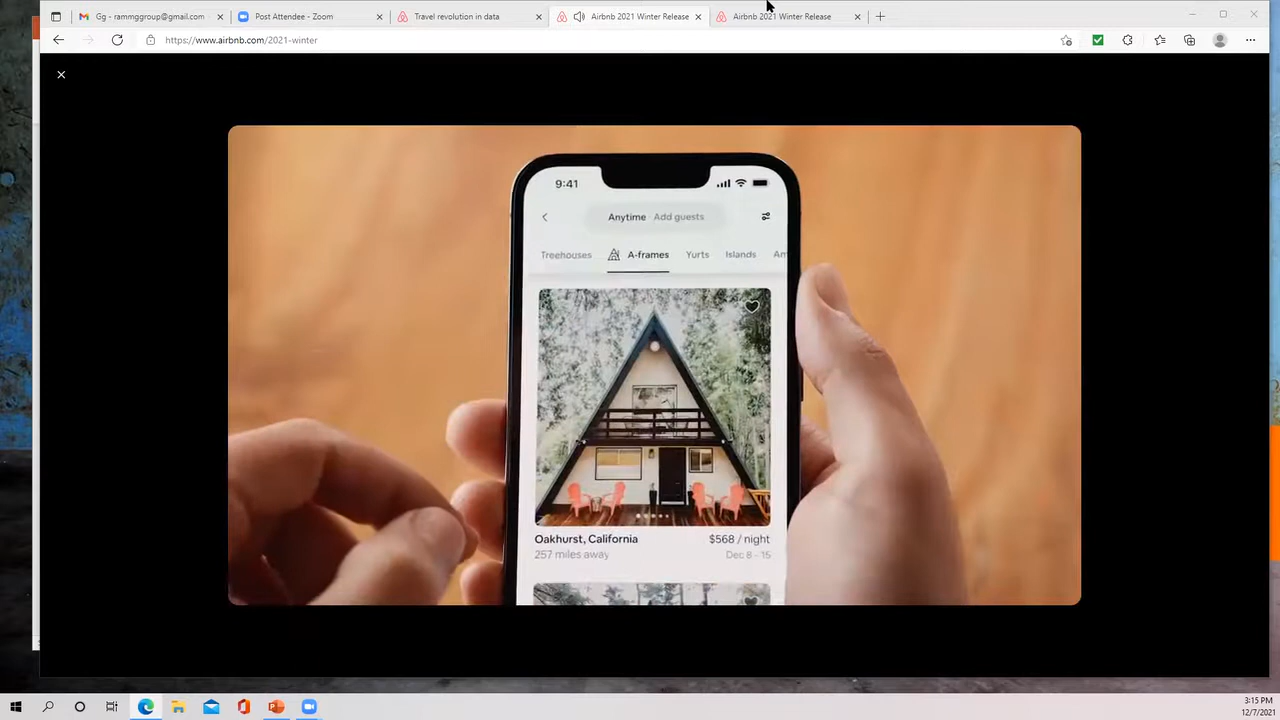 Gg - rammggroup@gmail.com
Post Attendee - Zoom
Travel revolution in data
Airbnb 2021 Winter Release
Airbnb 2021 Winter Release
https://www.airbnb.com/2021-winter
9:41
Anytime Add guests
Treehouses A-frames Yurts Islands Am
Oakhurst, California $568 / night
257 miles away Dec 8 - 15
3:15 PM
12/7/2021